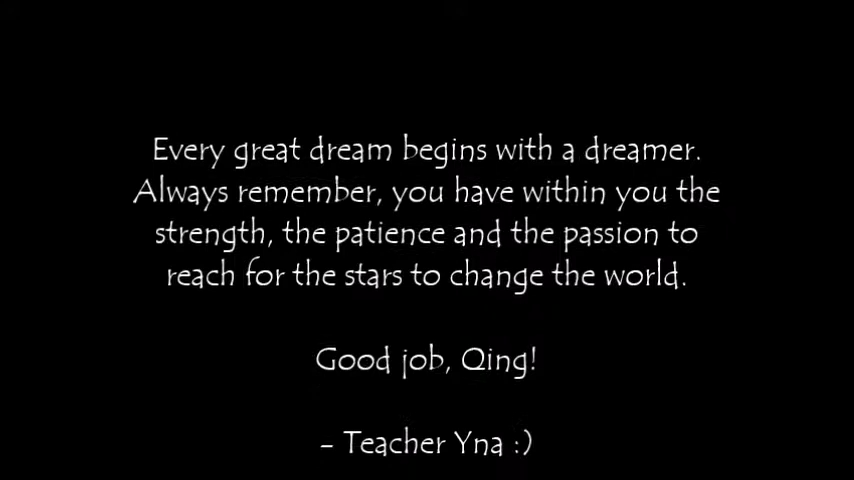 Every great dream begins with a dreamer.
Always remember, you have within you the
strength, the patience and the passion to
reach for the stars to change the world.
Good job, Qing!
- Teacher Yna :)